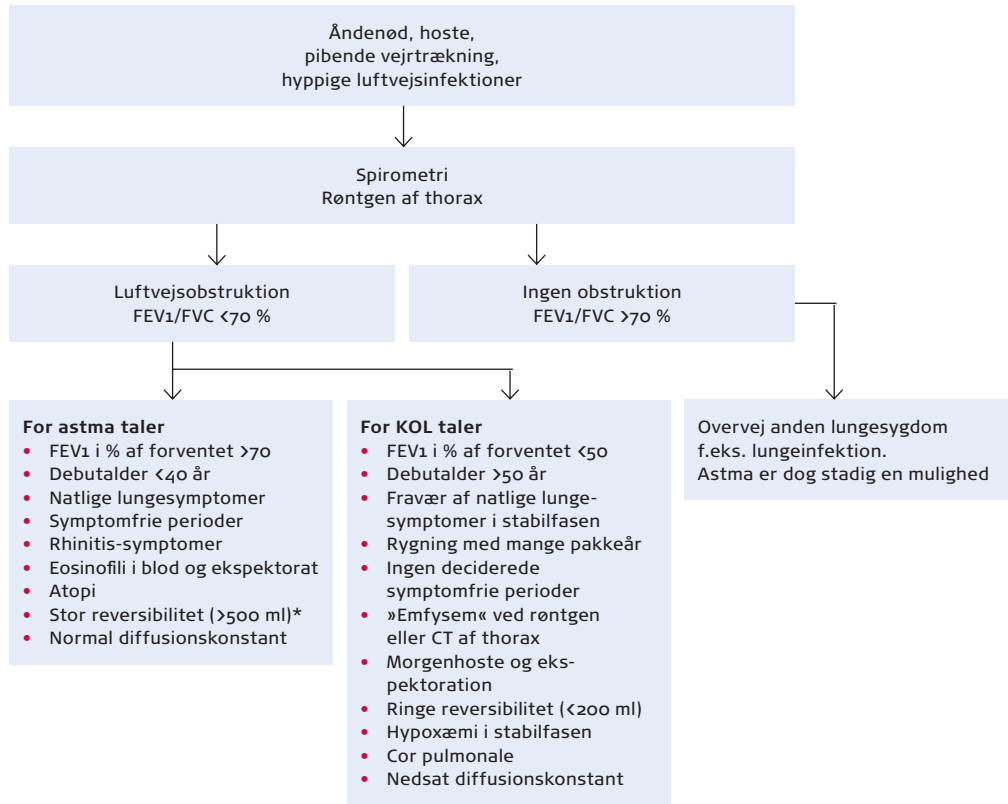 Åndenød, hoste,
pibende vejrtrækning,
hyppige luftvejsinfektioner
Spirometri
Røntgen af thorax
Luftvejsobstruktion
FEV1/FVC <70 %
Ingen obstruktion
FEV1/FVC >70 %
For astma taler
• FEV1 i % af forventet >70
• Debutalder <40 år
• Natlige lungesymptomer
• Symptomfrie perioder
• Rhinitis-symptomer
• Eosinofili i blod og ekspektorat
• Atopi
• Stor reversibilitet (>500 ml)*
• Normal diffusionskonstant
For KOL taler
• FEV1 i % af forventet <50
• Debutalder >50 år
• Fravær af natlige lunge-
symptomer i stabilfasen
• Rygning med mange pakkeår
• Ingen deciderede
symptomfrie perioder
• »Emfysem« ved røntgen
eller CT af thorax
• Morgenhoste og eks-
pektoration
• Ringe reversibilitet (<200 ml)
• Hypoxæmi i stabilfasen
• Cor pulmonale
• Nedsat diffusionskonstant
Overvej anden lungesygdom
f.eks. lungeinfektion.
Astma er dog stadig en mulighed